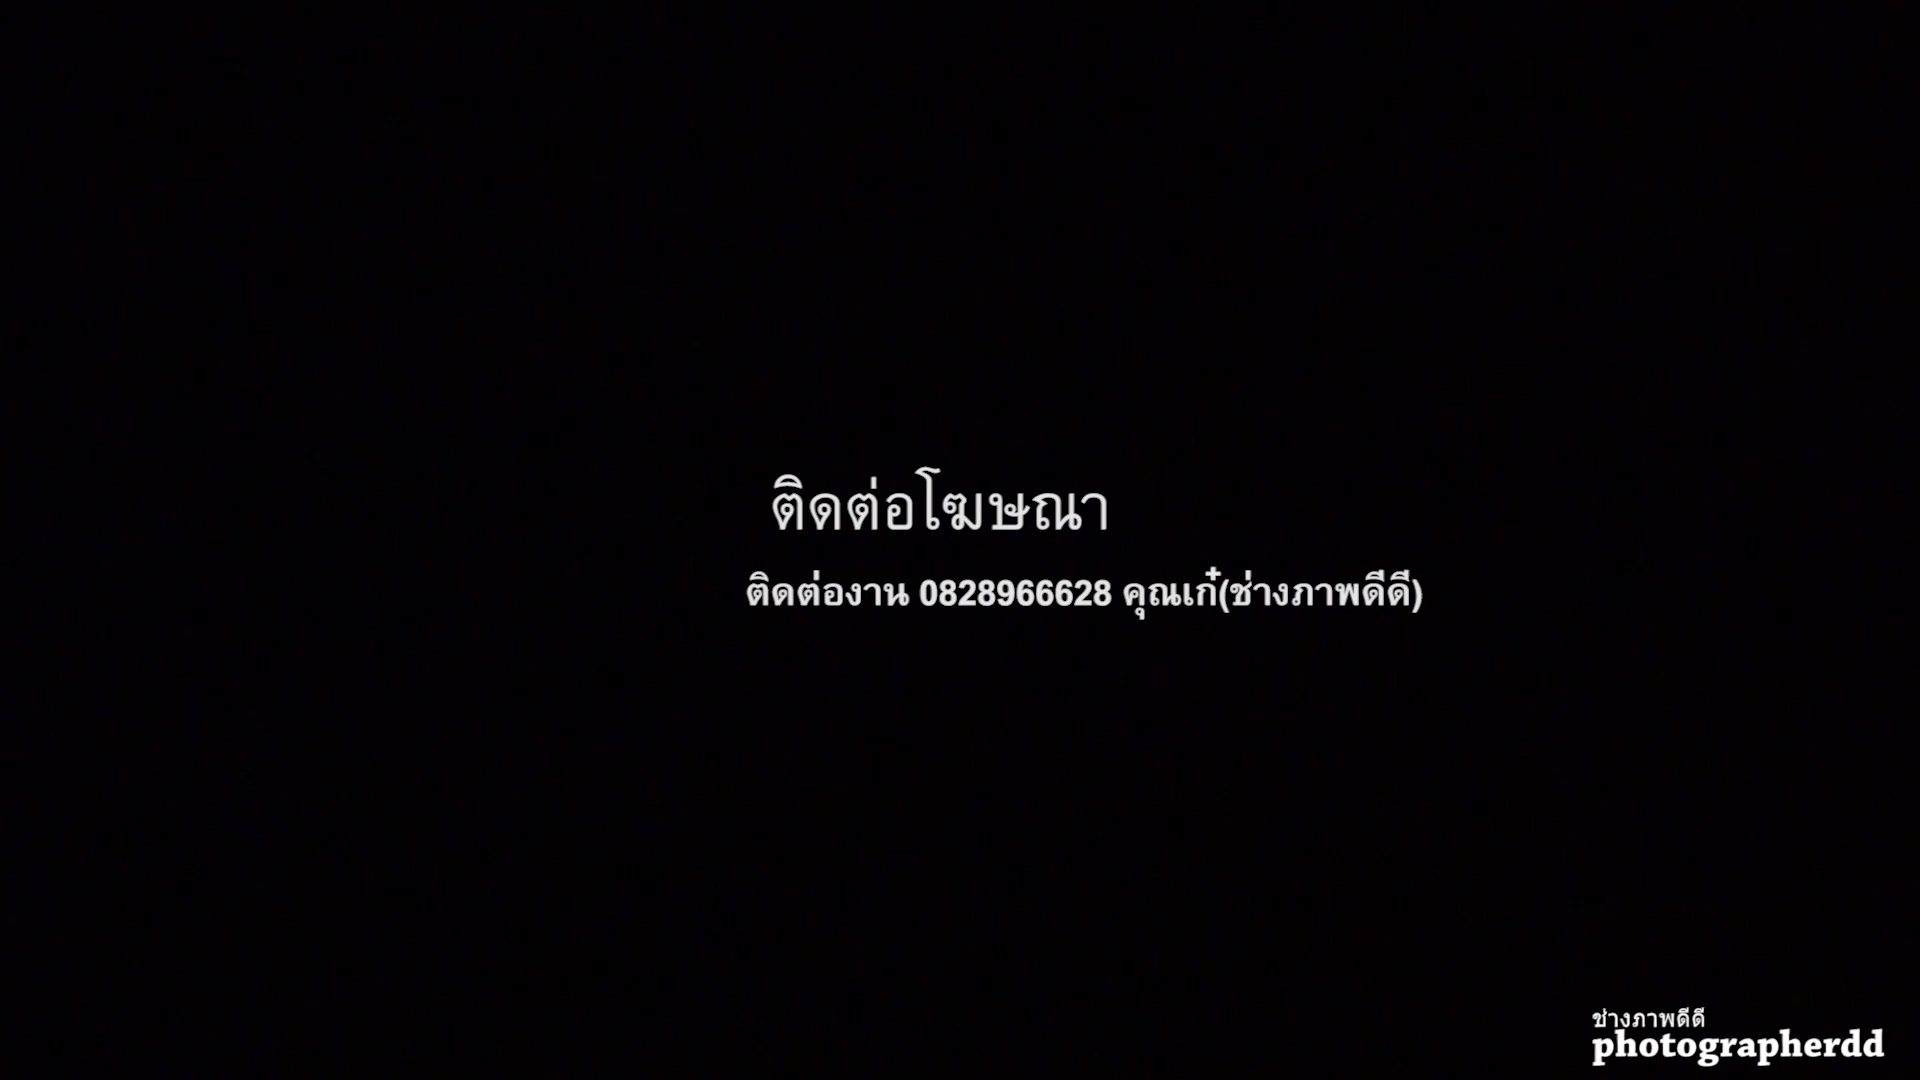 ติดต่อโฆษณา
ติดต่องาน 0828966628 คุณเก๋(ช่างภาพดีดี)
ช่างภาพดีดี
photographerdd